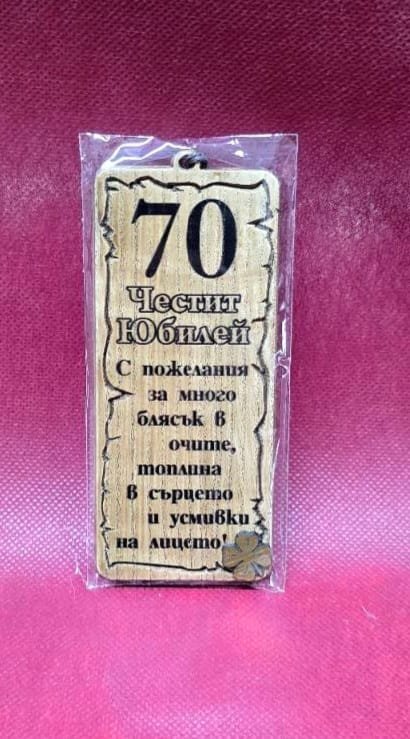 70
Честит
Юбилей
С пожелания
за много
блясък в
очите,
топлина
в сърцето
и усмивки
на лицето!